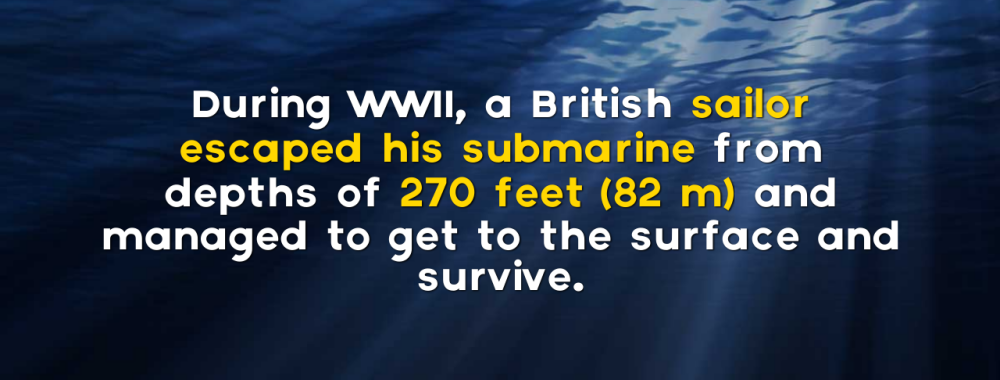 During WWII, a British sailor
escaped his submarine from
depths of 270 feet (82 m) and
managed to get to the surface and
survive.